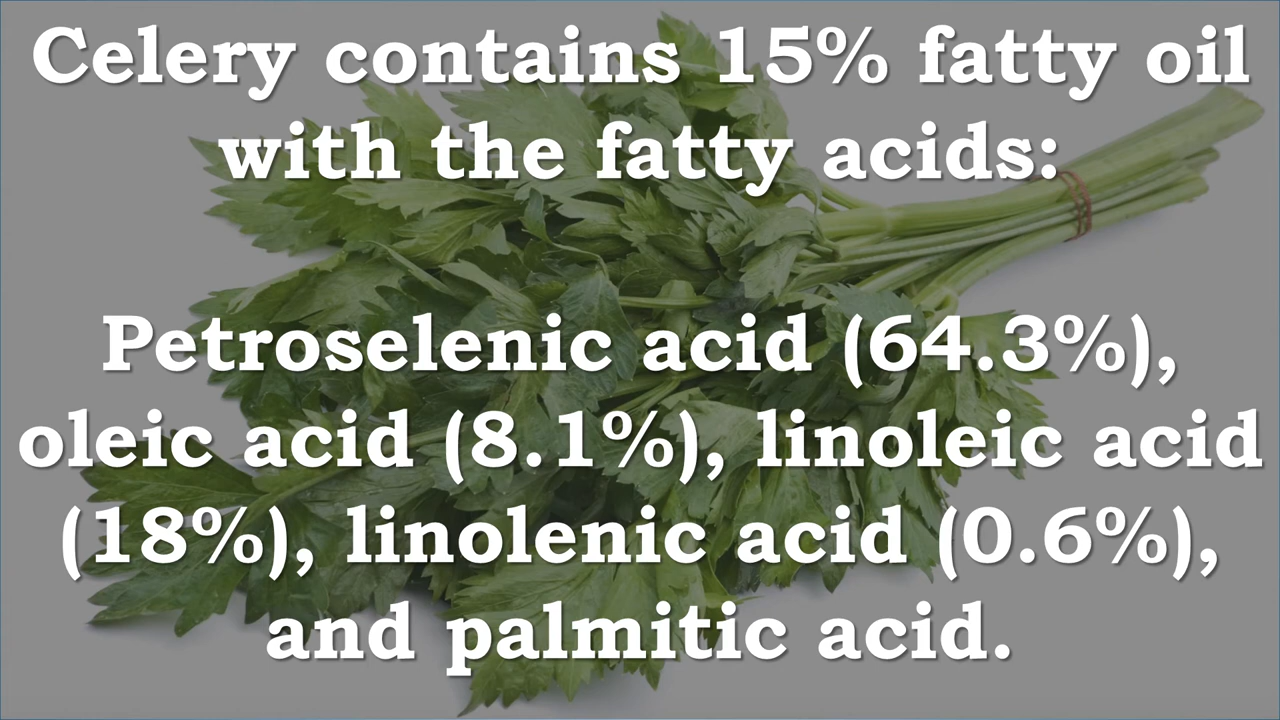 Celery contains 15% fatty oil
with the fatty acids:
Petroselenic acid (64.3%),
oleic acid (8.1%), linoleic acid
(18%), linolenic acid (0.6%),
and palmitic acid.